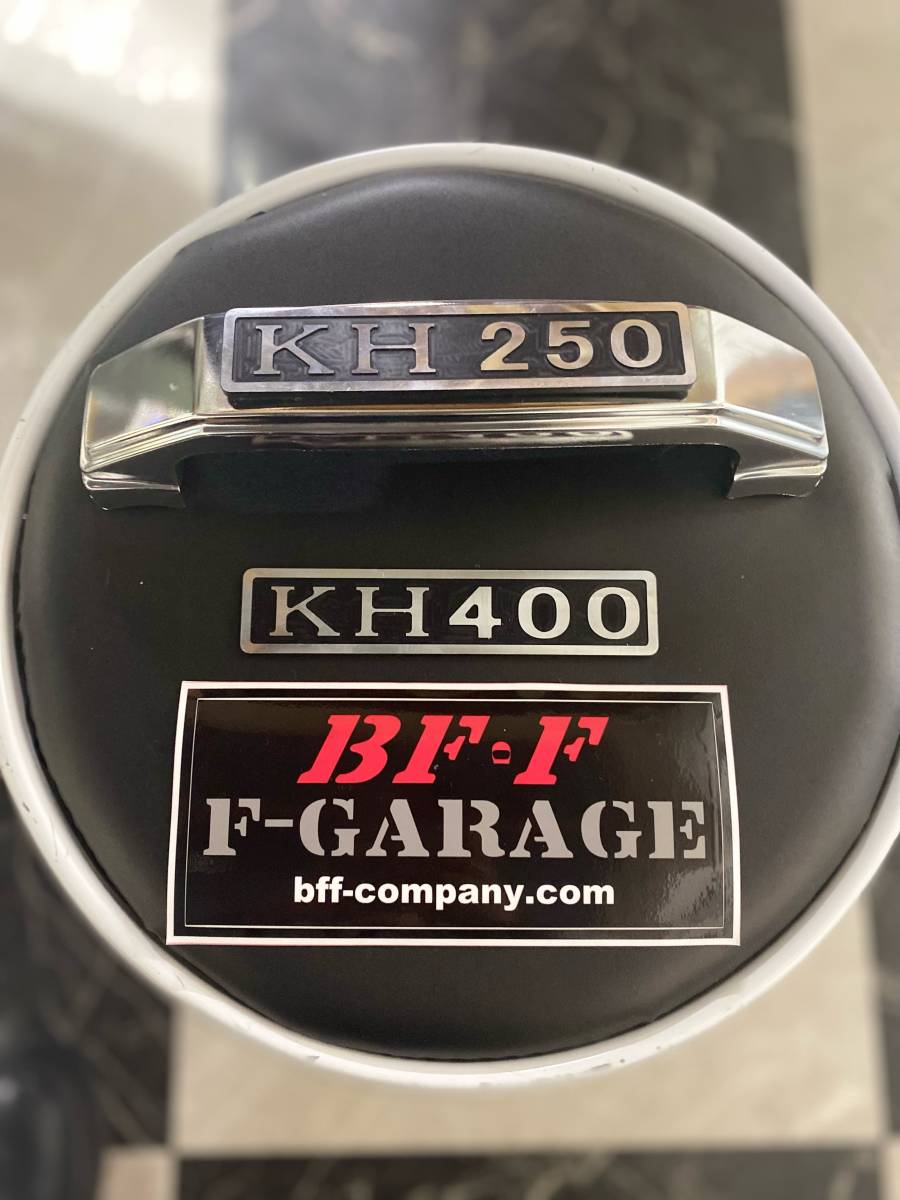 KH 250
KH400
BF-F
F-GARAGE
bff-company.com